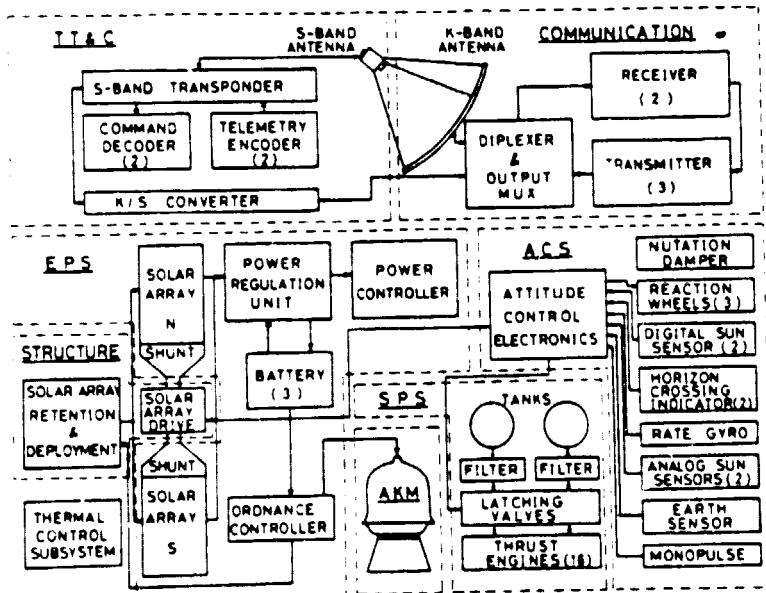 TT&C
S-BAND
ANTENNA
K-BAND
ANTENNA
COMMUNICATION
S-BAND TRANSPONDER
COMMAND
DECODER
(2)
TELEMETRY
ENCODER
(2)
K/S CONVERTER
DIPLEXER
&
OUTPUT
MUX
RECEIVER
(2)
TRANSMITTER
(3)
EPS
SOLAR
ARRAY
N
SHUNT
POWER
REGULATION
UNIT
POWER
CONTROLLER
BATTERY
(3)
STRUCTURE
SOLAR ARRAY
RETENTION
&
DEPLOYMENT
SOLAR
ARRAY
DRIVE
SHUNT
SOLAR
ARRAY
S
THERMAL
CONTROL
SUBSYSTEM
ORDNANCE
CONTROLLER
AKM
SPS
TANKS
FILTER
FILTER
LATCHING
VALVES
THRUST
ENGINES(16)
ACS
ATTITUDE
CONTROL
ELECTRONICS
NUTATION
DAMPER
REACTION
WHEELS(3)
DIGITAL SUN
SENSOR(2)
HORIZON
CROSSING
INDICATOR(2)
RATE GYRO
ANALOG SUN
SENSORS(2)
EARTH
SENSOR
MONOPULSE